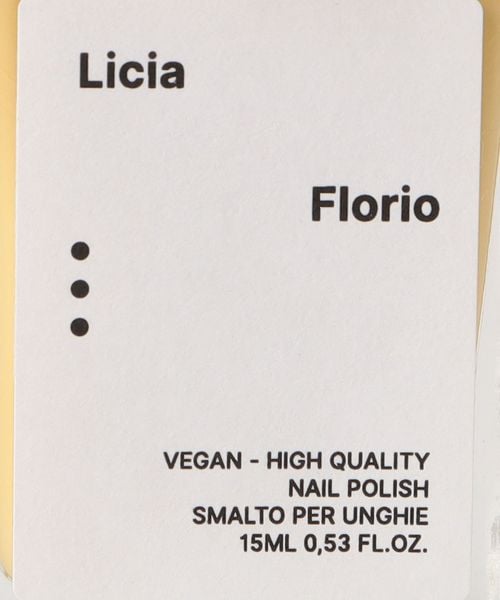 Licia
Florio
VEGAN - HIGH QUALITY
NAIL POLISH
SMALTO PER UNGHIE
15ML 0,53 FL.OZ.